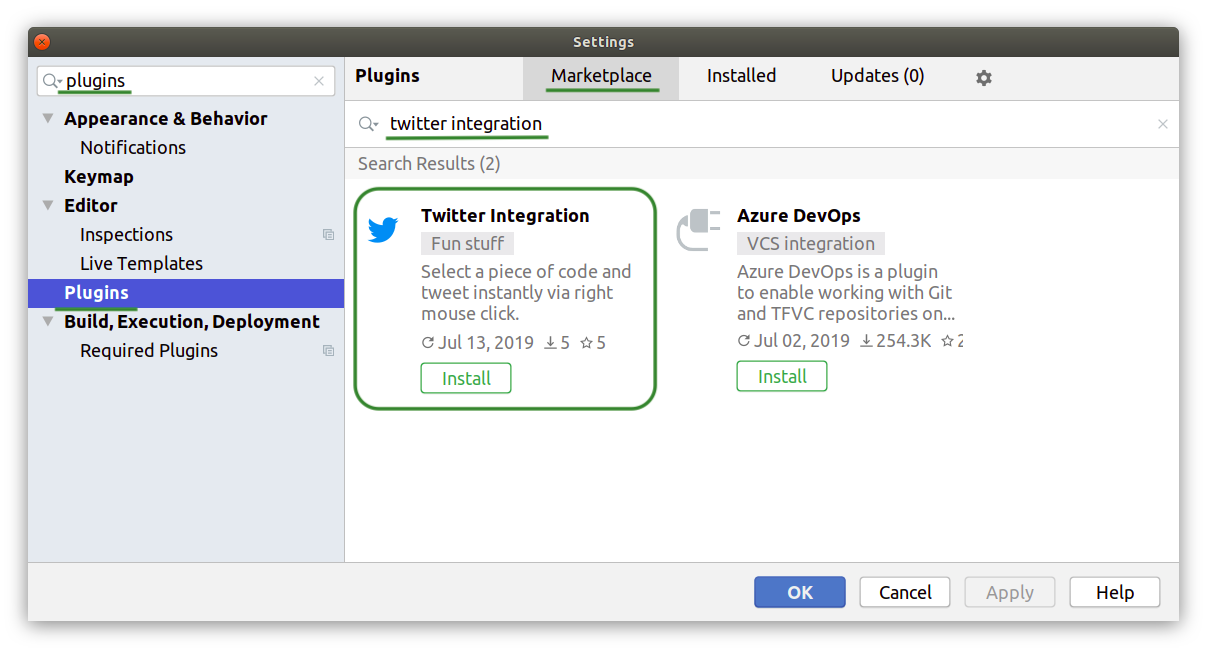 Settings
plugins
Appearance & Behavior
Notifications
Keymap
Editor
Inspections
Live Templates
Plugins
Build, Execution, Deployment
Required Plugins
Plugins
Marketplace
Installed
Updates (0)
twitter integration
Search Results (2)
Twitter Integration
Fun stuff
Select a piece of code and
tweet instantly via right
mouse click.
Jul 13, 2019 5 5
Install
Azure DevOps
VCS integration
Azure DevOps is a plugin
to enable working with Git
and TFVC repositories on...
Jul 02, 2019 254.3K
Install
OK
Cancel
Apply
Help